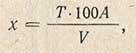 x = T·100A / V,